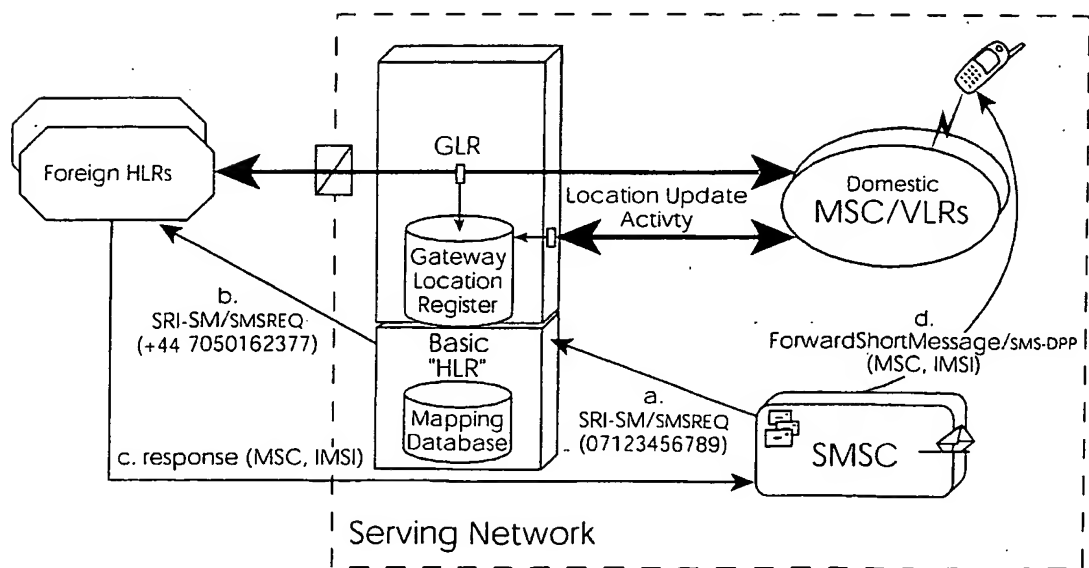 GLR
Foreign HLRs
Domestic
MSC/VLRs
Location Update
Activty
Gateway
Location
Register
b.
SRI-SM/SMSREQ
(+44 7050162377)
Basic
"HLR"
Mapping
Database
a.
SRI-SM/SMSREQ
(07123456789)
d.
ForwardShortMessage/SMS-DPP
(MSC, IMSI)
SMSC
c. response (MSC, IMSI)
Serving Network